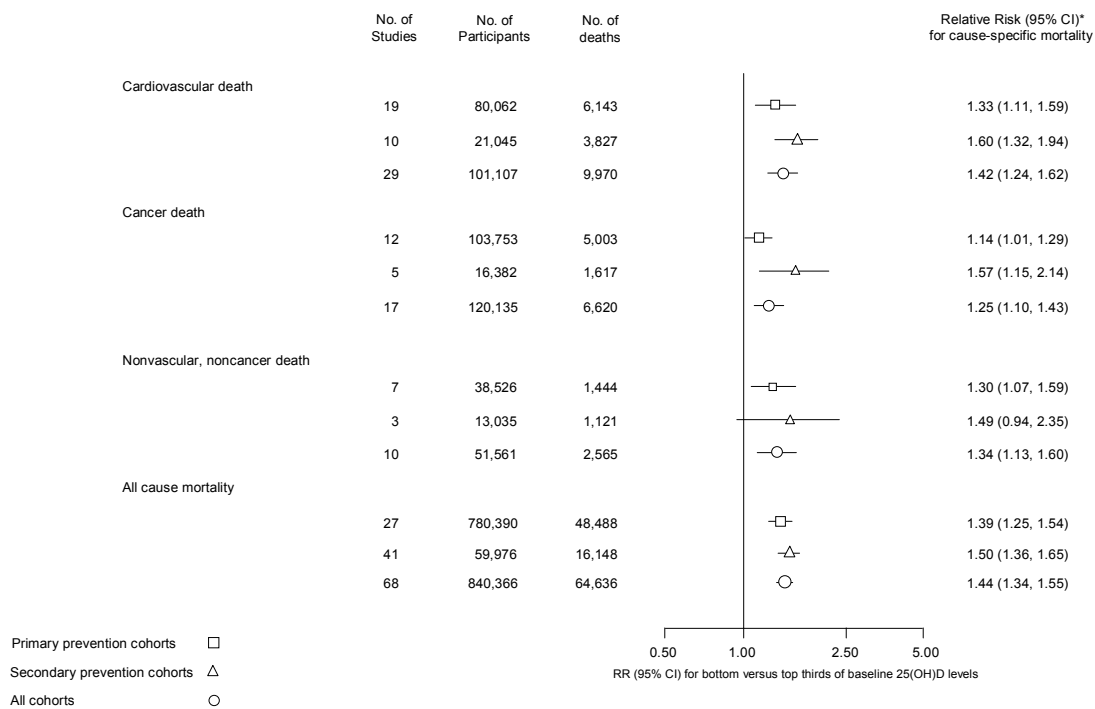 No. of Studies No. of Participants No. of deaths Relative Risk (95% CI)* for cause-specific mortality
Cardiovascular death
19 80,062 6,143 1.33 (1.11, 1.59)
10 21,045 3,827 1.60 (1.32, 1.94)
29 101,107 9,970 1.42 (1.24, 1.62)
Cancer death
12 103,753 5,003 1.14 (1.01, 1.29)
5 16,382 1,617 1.57 (1.15, 2.14)
17 120,135 6,620 1.25 (1.10, 1.43)
Nonvascular, noncancer death
7 38,526 1,444 1.30 (1.07, 1.59)
3 13,035 1,121 1.49 (0.94, 2.35)
10 51,561 2,565 1.34 (1.13, 1.60)
All cause mortality
27 780,390 48,488 1.39 (1.25, 1.54)
41 59,976 16,148 1.50 (1.36, 1.65)
68 840,366 64,636 1.44 (1.34, 1.55)
0.50 1.00 2.50 5.00
RR (95% CI) for bottom versus top thirds of baseline 25(OH)D levels
Primary prevention cohorts
Secondary prevention cohorts
All cohorts